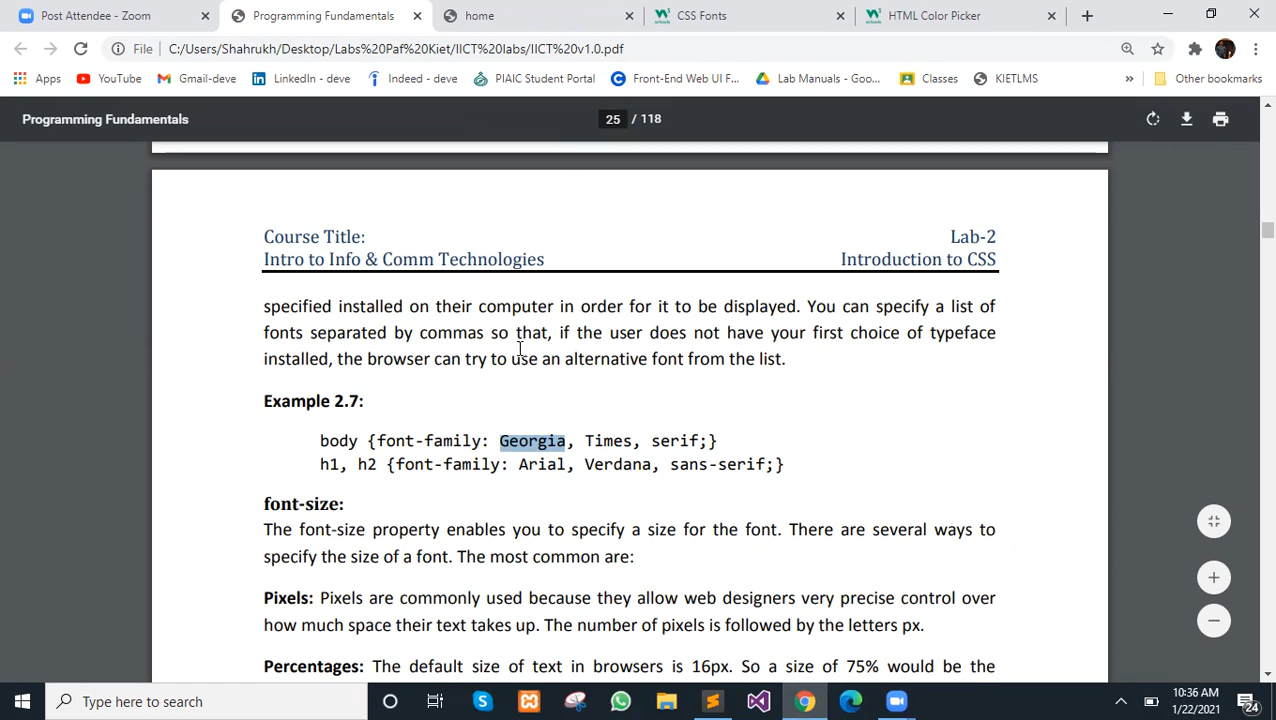 Post Attendee - Zoom
Programming Fundamentals
home
CSS Fonts
HTML Color Picker
File
C:/Users/Shahrukh/Desktop/Labs%20Paf%20Kiet/IICT%20labs/IICT%20v1.0.pdf
Apps
YouTube
Gmail-deve
LinkedIn - deve
Indeed - deve
PIAIC Student Portal
Front-End Web UI F...
Lab Manuals - Goo...
Classes
KIETLMS
»
Other bookmarks
Programming Fundamentals
25 / 118
Course Title:
Lab-2
Intro to Info & Comm Technologies
Introduction to CSS
specified installed on their computer in order for it to be displayed. You can specify a list of
fonts separated by commas so that, if the user does not have your first choice of typeface
installed, the browser can try to use an alternative font from the list.
Example 2.7:
body {font-family: Georgia, Times, serif;}
h1, h2 {font-family: Arial, Verdana, sans-serif;}
font-size:
The font-size property enables you to specify a size for the font. There are several ways to
specify the size of a font. The most common are:
Pixels: Pixels are commonly used because they allow web designers very precise control over
how much space their text takes up. The number of pixels is followed by the letters px.
Percentages: The default size of text in browsers is 16px. So a size of 75% would be the
Type here to search
10:36 AM
1/22/2021
24